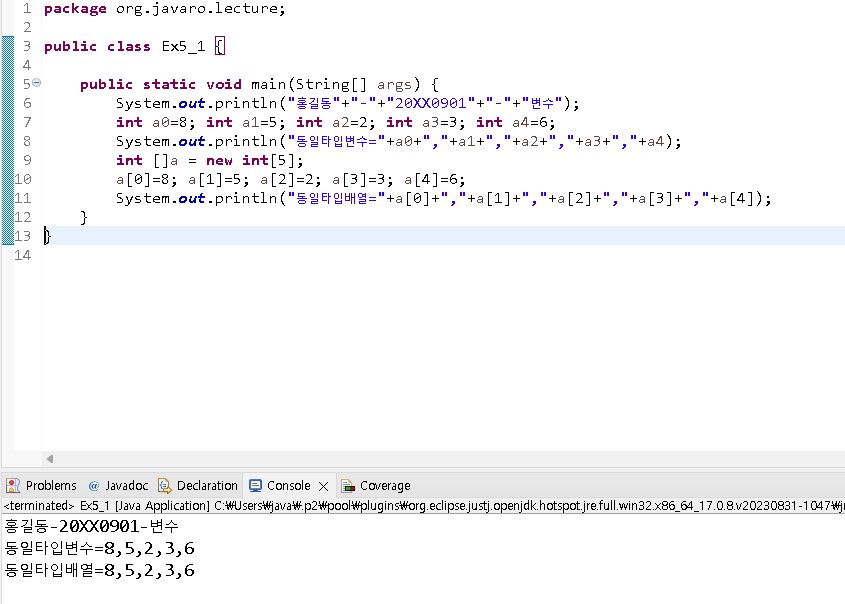 1 package org.javaro.lecture;
2
3 public class Ex5_1 {
4
5 public static void main(String[] args) {
6 System.out.println("홍길동"+"-"+"20XX0901"+"-"+"변수");
7 int a0=8; int a1=5; int a2=2; int a3=3; int a4=6;
8 System.out.println("동일타입변수="+a0+","+a1+","+a2+","+a3+","+a4);
9 int []a = new int[5];
10 a[0]=8; a[1]=5; a[2]=2; a[3]=3; a[4]=6;
11 System.out.println("동일타입배열="+a[0]+","+a[1]+","+a[2]+","+a[3]+","+a[4]);
12 }
13 }
14
Problems @ Javadoc Declaration Console Coverage
<terminated> Ex5_1 [Java Application] C:₩Users₩java₩.p2₩pool₩plugins₩org.eclipse.justj.openjdk.hotspot.jre.full.win32.x86_64_17.0.8.v20230831-1047₩
홍길동-20XX0901-변수
동일타입변수=8,5,2,3,6
동일타입배열=8,5,2,3,6